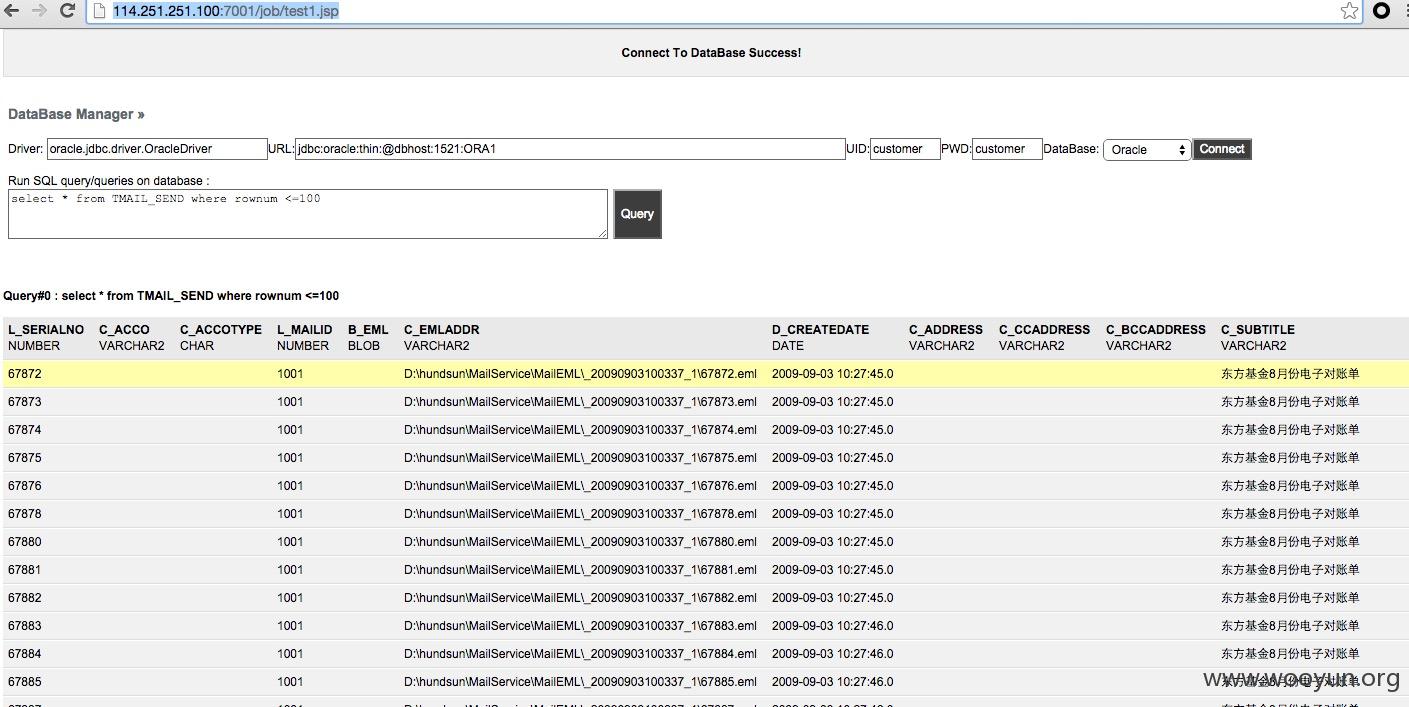 114.251.251.100:7001/job/test1.jsp
Connect To DataBase Success!
DataBase Manager »
Driver: oracle.jdbc.driver.OracleDriver URL: jdbc:oracle:thin:@dbhost:1521:ORA1 UID: customer PWD: customer DataBase: Oracle Connect
Run SQL query/queries on database :
select * from TMAIL_SEND where rownum <=100
Query
Query#0 : select * from TMAIL_SEND where rownum <=100
L_SERIALNO C_ACCO C_ACCOTYPE L_MAILID B_EML C_EMLADDR D_CREATEDATE C_ADDRESS C_CCADDRESS C_BCCADDRESS C_SUBTITLE
NUMBER VARCHAR2 CHAR NUMBER BLOB VARCHAR2 DATE VARCHAR2 VARCHAR2 VARCHAR2 VARCHAR2
67872 1001 D:\hundsun\MailService\MailEML\_20090903100337_1\67872.eml 2009-09-03 10:27:45.0 东方基金8月份电子对账单
67873 1001 D:\hundsun\MailService\MailEML\_20090903100337_1\67873.eml 2009-09-03 10:27:45.0 东方基金8月份电子对账单
67874 1001 D:\hundsun\MailService\MailEML\_20090903100337_1\67874.eml 2009-09-03 10:27:45.0 东方基金8月份电子对账单
67875 1001 D:\hundsun\MailService\MailEML\_20090903100337_1\67875.eml 2009-09-03 10:27:45.0 东方基金8月份电子对账单
67876 1001 D:\hundsun\MailService\MailEML\_20090903100337_1\67876.eml 2009-09-03 10:27:45.0 东方基金8月份电子对账单
67878 1001 D:\hundsun\MailService\MailEML\_20090903100337_1\67878.eml 2009-09-03 10:27:45.0 东方基金8月份电子对账单
67880 1001 D:\hundsun\MailService\MailEML\_20090903100337_1\67880.eml 2009-09-03 10:27:45.0 东方基金8月份电子对账单
67881 1001 D:\hundsun\MailService\MailEML\_20090903100337_1\67881.eml 2009-09-03 10:27:45.0 东方基金8月份电子对账单
67882 1001 D:\hundsun\MailService\MailEML\_20090903100337_1\67882.eml 2009-09-03 10:27:45.0 东方基金8月份电子对账单
67883 1001 D:\hundsun\MailService\MailEML\_20090903100337_1\67883.eml 2009-09-03 10:27:46.0 东方基金8月份电子对账单
67884 1001 D:\hundsun\MailService\MailEML\_20090903100337_1\67884.eml 2009-09-03 10:27:46.0 东方基金8月份电子对账单
67885 1001 D:\hundsun\MailService\MailEML\_20090903100337_1\67885.eml 2009-09-03 10:27:46.0 东方基金8月份电子对账单
www.wooyun.org